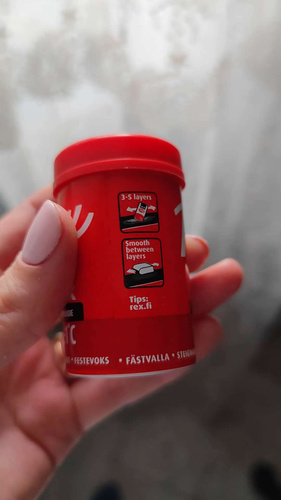 3-5 layers
Smooth
between
layers
Tips:
rex.fi
°C
• FESTEVOKS • FÄSTVALLA •